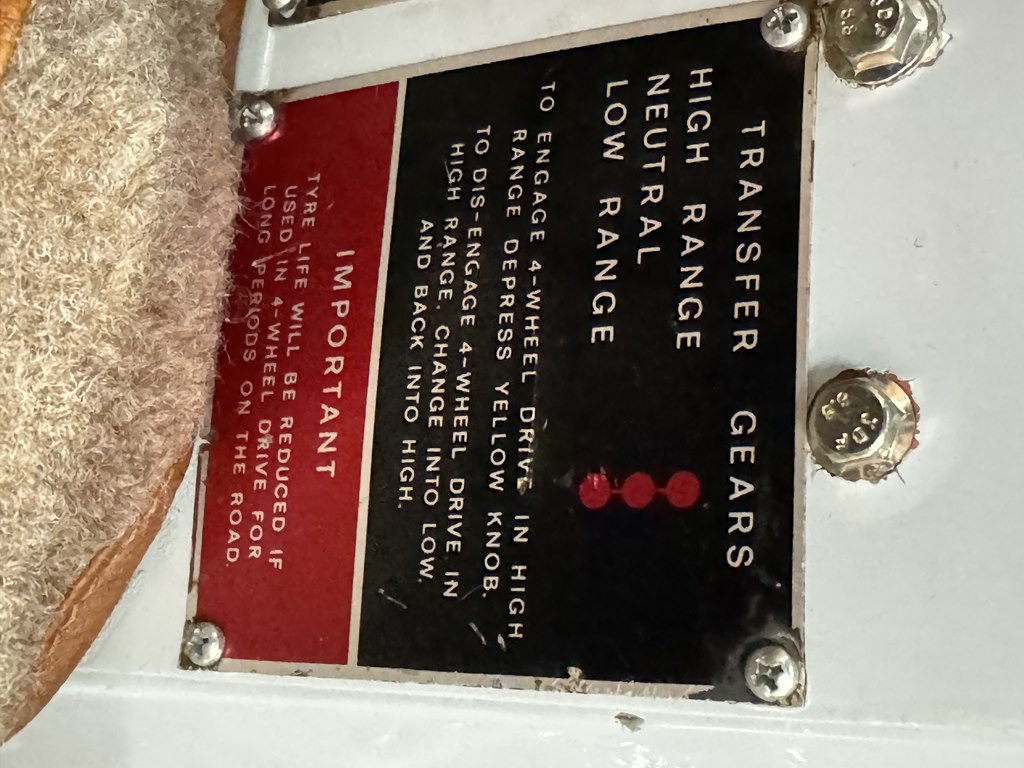 TRANSFER GEARS
HIGH RANGE
NEUTRAL
LOW RANGE
TO ENGAGE 4-WHEEL DRIVE IN HIGH
RANGE DEPRESS YELLOW KNOB.
TO DIS-ENGAGE 4-WHEEL DRIVE IN
HIGH RANGE. CHANGE INTO LOW.
AND BACK INTO HIGH.
IMPORTANT
TYRE LIFE WILL BE REDUCED IF
USED IN 4-WHEEL DRIVE FOR
LONG PERIODS ON THE ROAD.